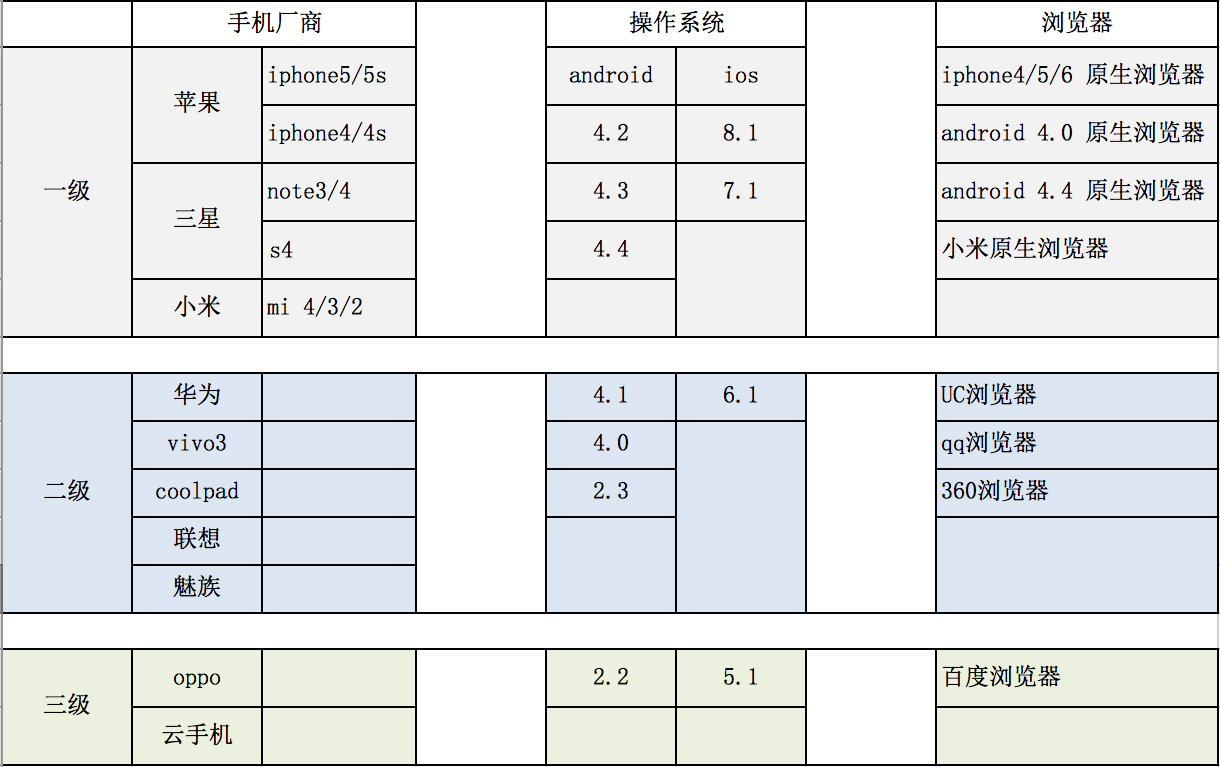 手机厂商 操作系统 浏览器
一级 苹果 iphone5/5s android ios iphone4/5/6 原生浏览器
iphone4/4s 4.2 8.1 android 4.0 原生浏览器
三星 note3/4 4.3 7.1 android 4.4 原生浏览器
s4 4.4 小米原生浏览器
小米 mi 4/3/2
二级 华为 4.1 6.1 UC浏览器
vivo3 4.0 qq浏览器
coolpad 2.3 360浏览器
联想
魅族
三级 oppo 2.2 5.1 百度浏览器
云手机